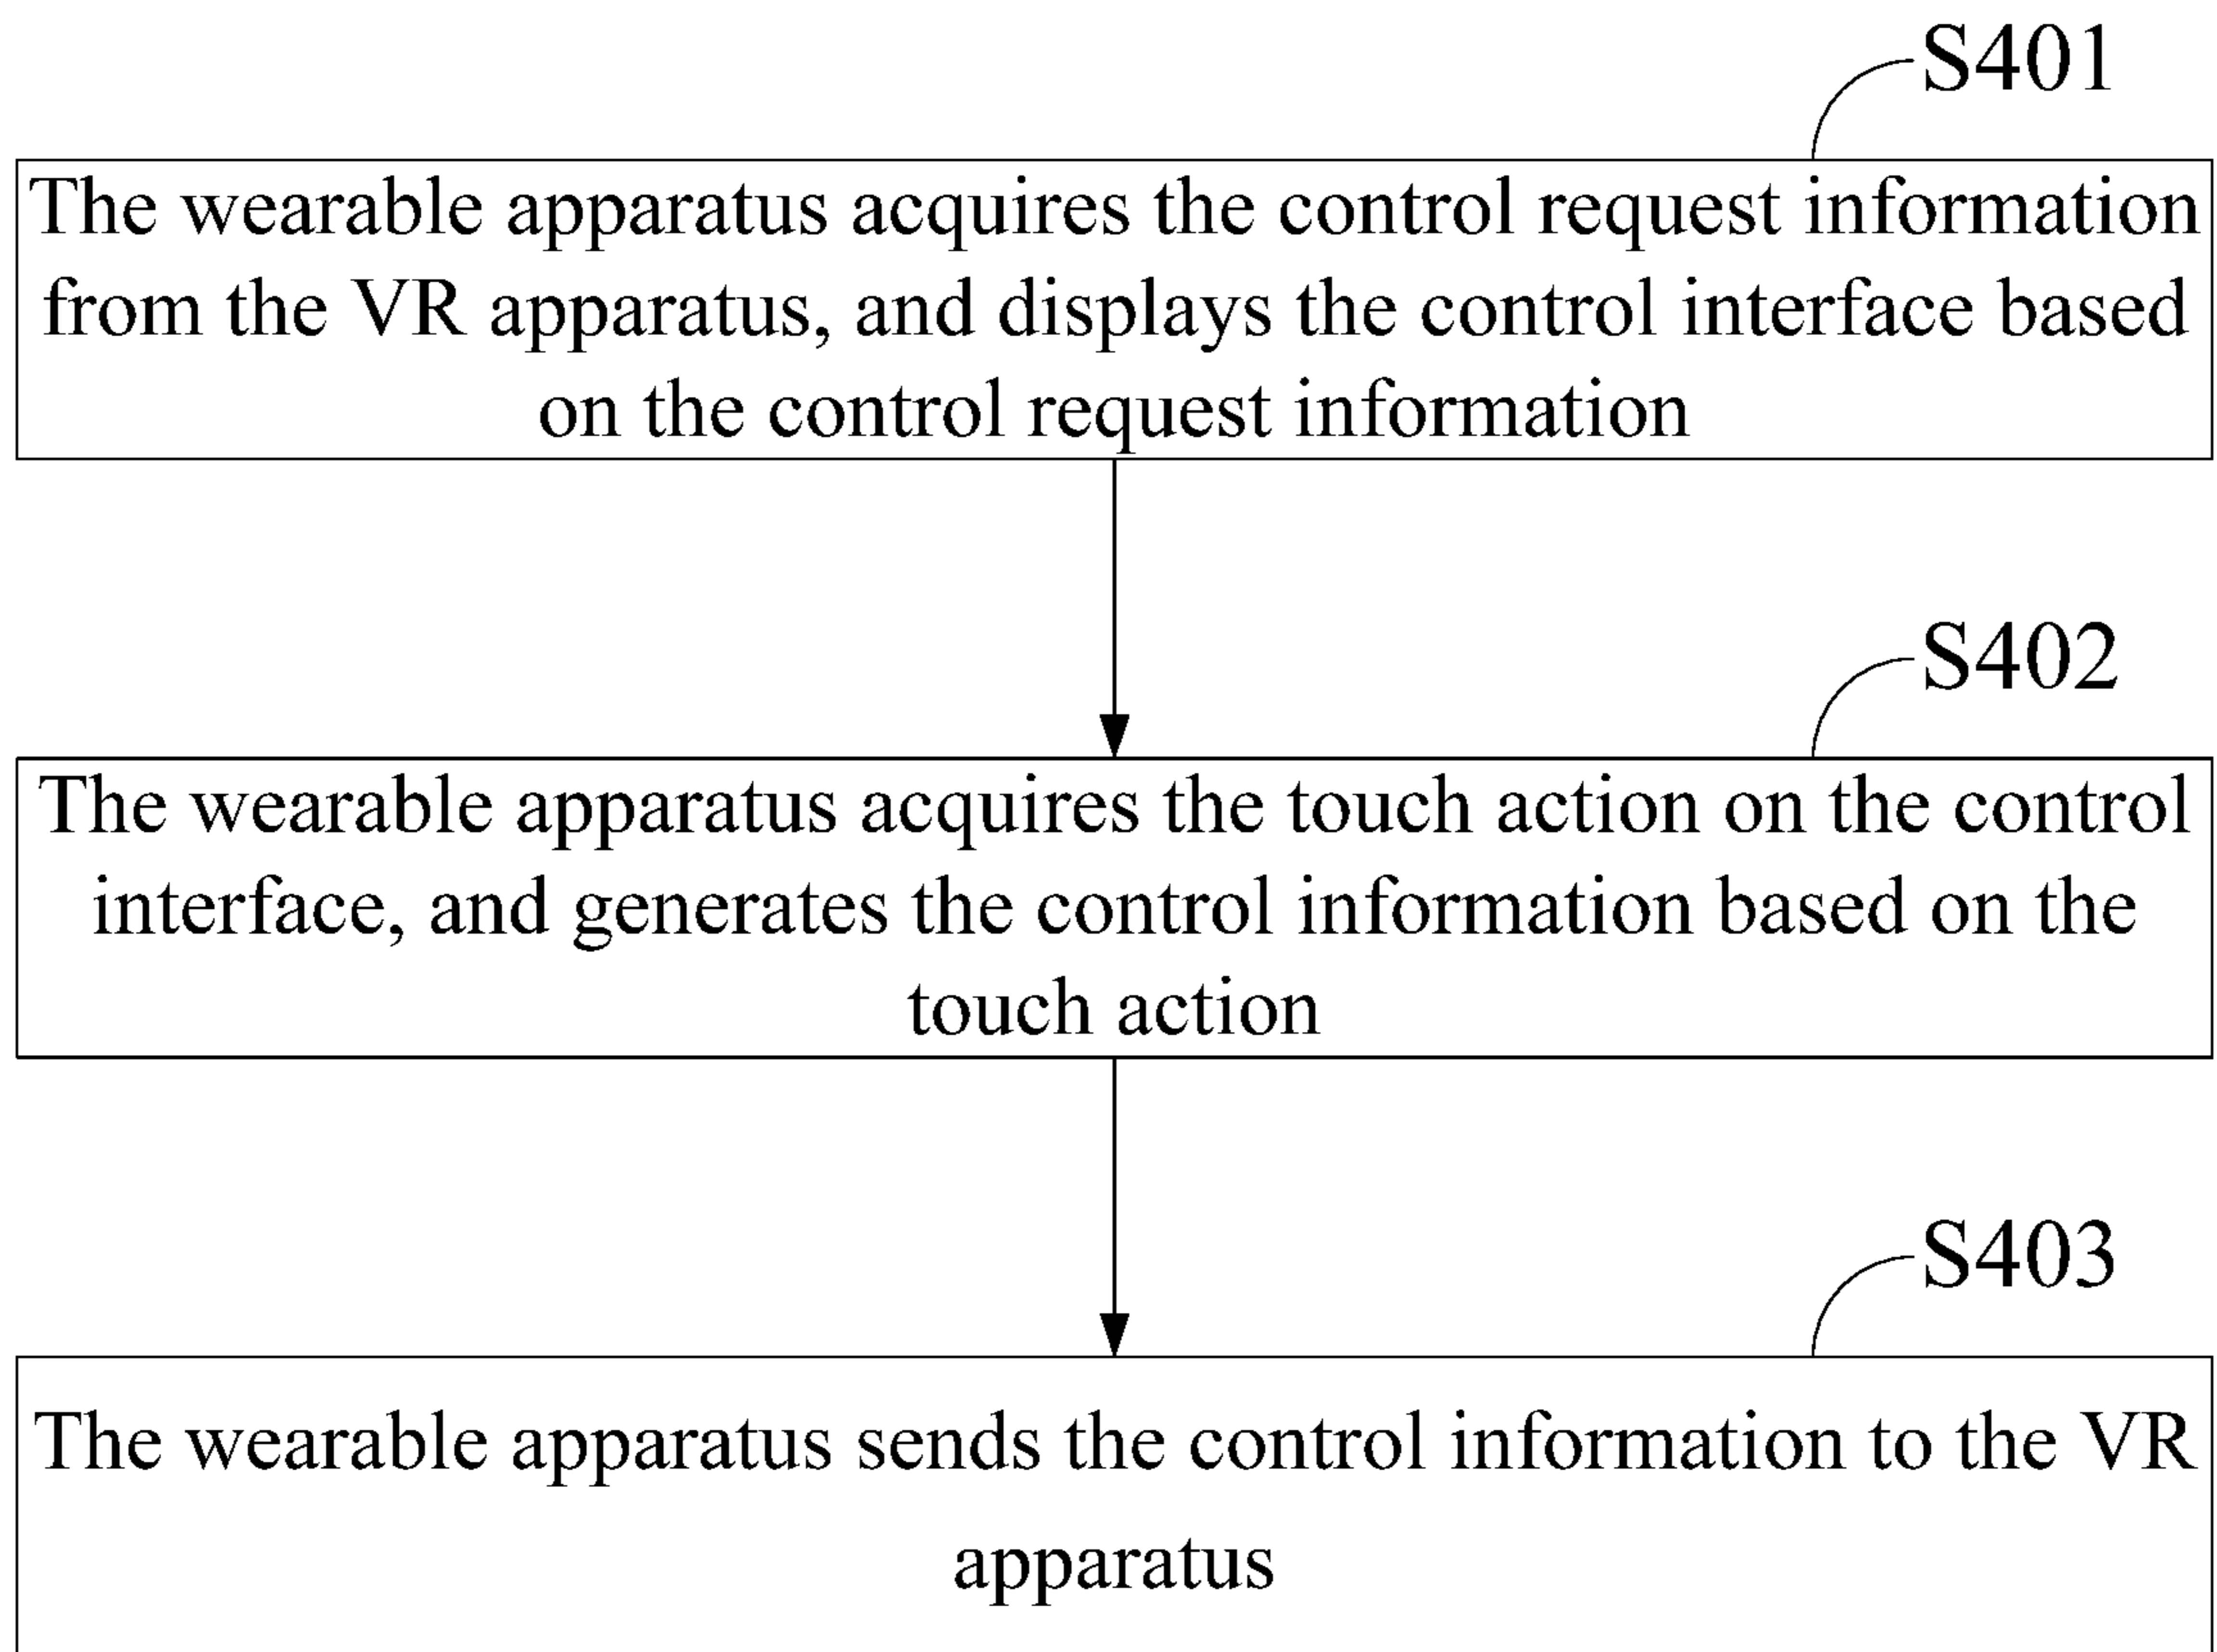 S401
The wearable apparatus acquires the control request information
from the VR apparatus, and displays the control interface based
on the control request information
S402
The wearable apparatus acquires the touch action on the control
interface, and generates the control information based on the
touch action
S403
The wearable apparatus sends the control information to the VR
apparatus